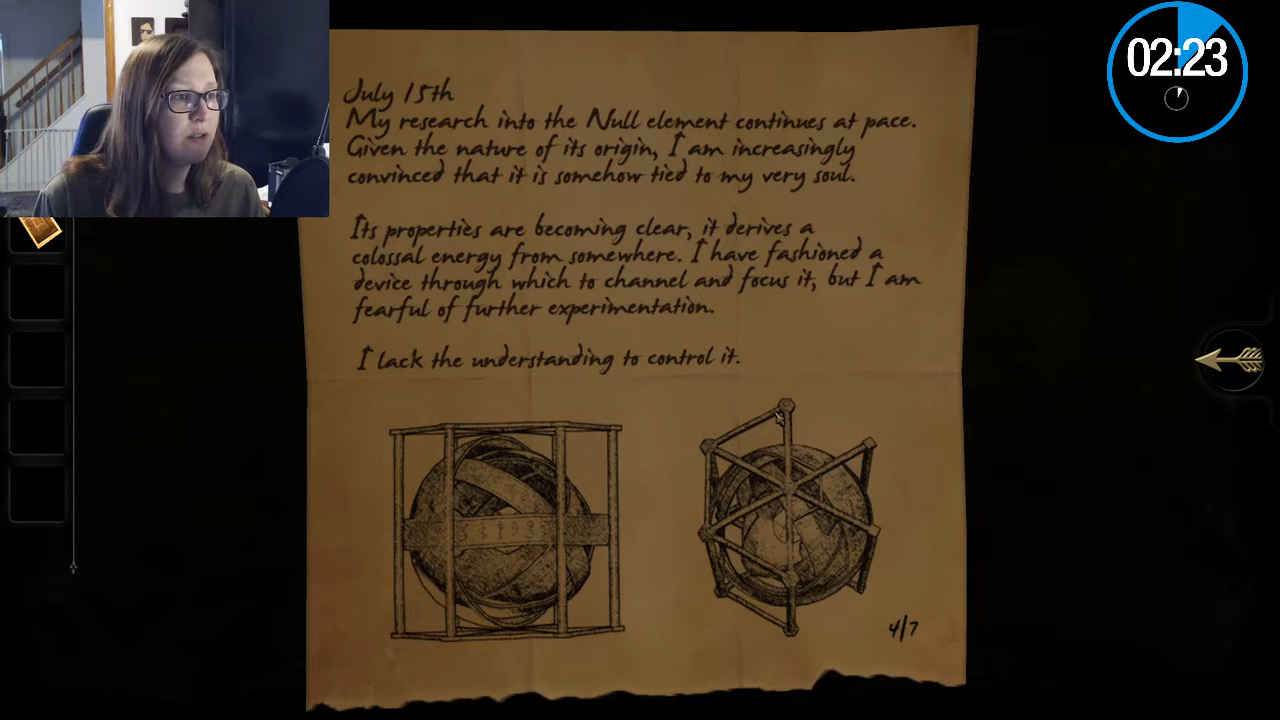 02:23
July 15th
My research into the Null element continues at pace.
Given the nature of its origin, I am increasingly
convinced that it is somehow tied to my very soul.
Its properties are becoming clear, it derives a
colossal energy from somewhere. I have fashioned a
device through which to channel and focus it, but I am
fearful of further experimentation.
I lack the understanding to control it.
4/7